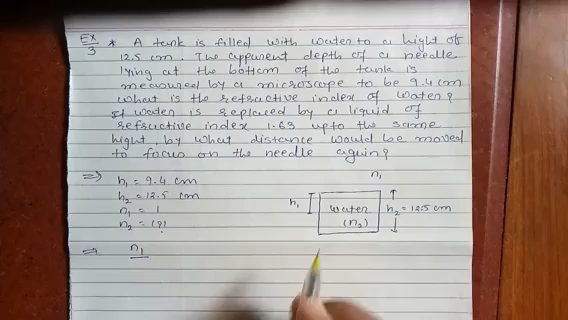 Ex 3 * A tank is filled with water to a hight of
12.5 cm. The apparent depth of a needle
lying at the bottom of the tank is
measured by a microscope to be 9.4 cm
what is the refractive index of water?
If water is replaced by a liquid of
refractive index 1.63 upto the same
hight, by what distance would be moved
to focus on the needle again?
⇒ h₁ = 9.4 cm
h₂ = 12.5 cm
n₁ = 1
n₂ = (?)
n₁
h₁
water
(n₂)
h₂ = 12.5 cm
⇒ n₁